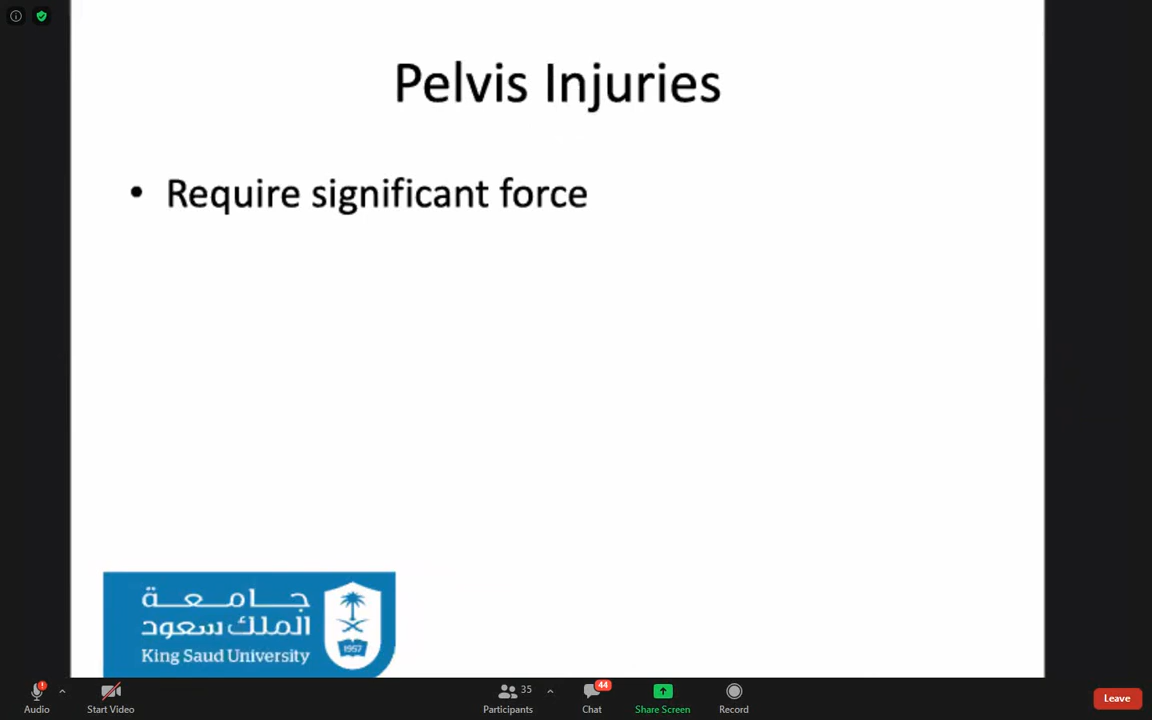 Pelvis Injuries
• Require significant force
جامعة
الملك سعود
King Saud University
1957
Audio
Start Video
Participants
35
Chat
44
Share Screen
Record
Leave